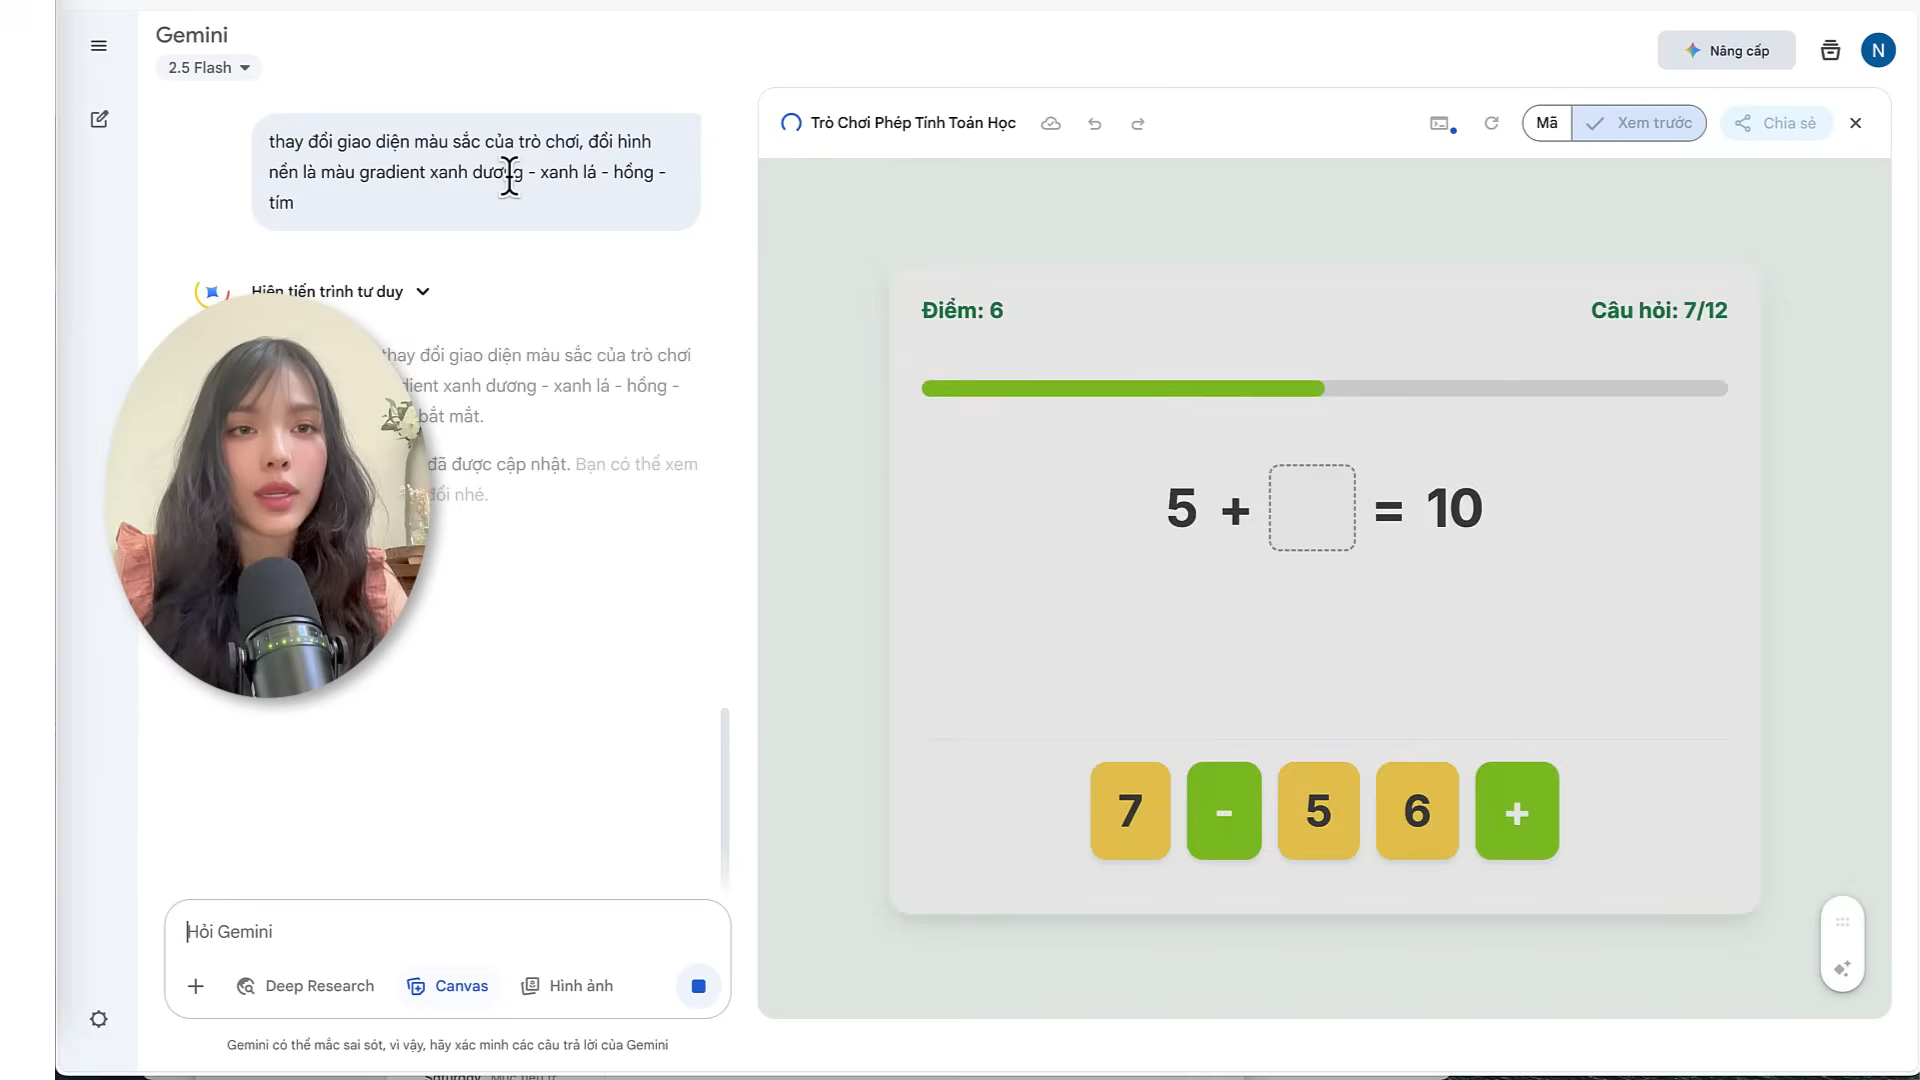 Gemini
2.5 Flash
Nâng cấp
N
thay đổi giao diện màu sắc của trò chơi, đổi hình
nền là màu gradient xanh dương - xanh lá - hồng -
tím
Hiện tiến trình tư duy
thay đổi giao diện màu sắc của trò chơi
xanh dương - xanh lá - hồng -
bắt mắt.
đã được cập nhật. Bạn có thể xem
nhé.
Hỏi Gemini
Deep Research
Canvas
Hình ảnh
Gemini có thể mắc sai sót, vì vậy, hãy xác minh các câu trả lời của Gemini
Trò Chơi Phép Tính Toán Học
Mã
Xem trước
Chia sẻ
Điểm: 6
Câu hỏi: 7/12
5 + = 10
7 - 5 6 +